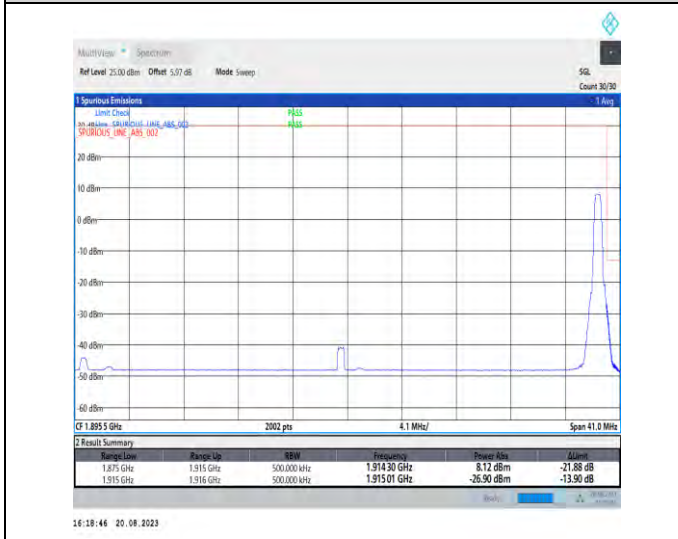 MultiView Spectrum
Ref Level 25.00 dBm Offset 5.97 dB Mode Sweep SGL
Count 30/30
1 Spurious Emissions 1 Avg
Limit Check PASS
Line SPURIOUS_LINE_ABS_002 PASS
SPURIOUS_LINE_ABS_002
20 dBm
10 dBm
0 dBm
-10 dBm
-20 dBm
-30 dBm
-40 dBm
-50 dBm
-60 dBm
CF 1.895 5 GHz 2002 pts 4.1 MHz/ Span 41.0 MHz
2 Result Summary
Range Low Range Up RBW Frequency Power Abs ΔLimit
1.875 GHz 1.915 GHz 500.000 kHz 1.914 30 GHz 8.12 dBm -21.88 dB
1.915 GHz 1.916 GHz 500.000 kHz 1.915 01 GHz -26.90 dBm -13.90 dB
16:18:46 20.08.2023